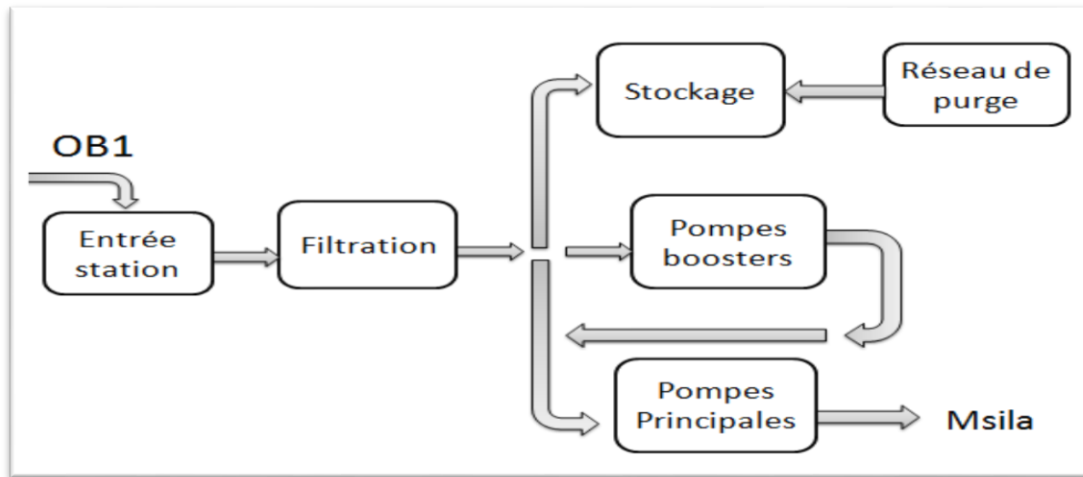 Stockage
Réseau de
purge
OB1
Entrée
station
Filtration
Pompes
boosters
Pompes
Principales
Msila